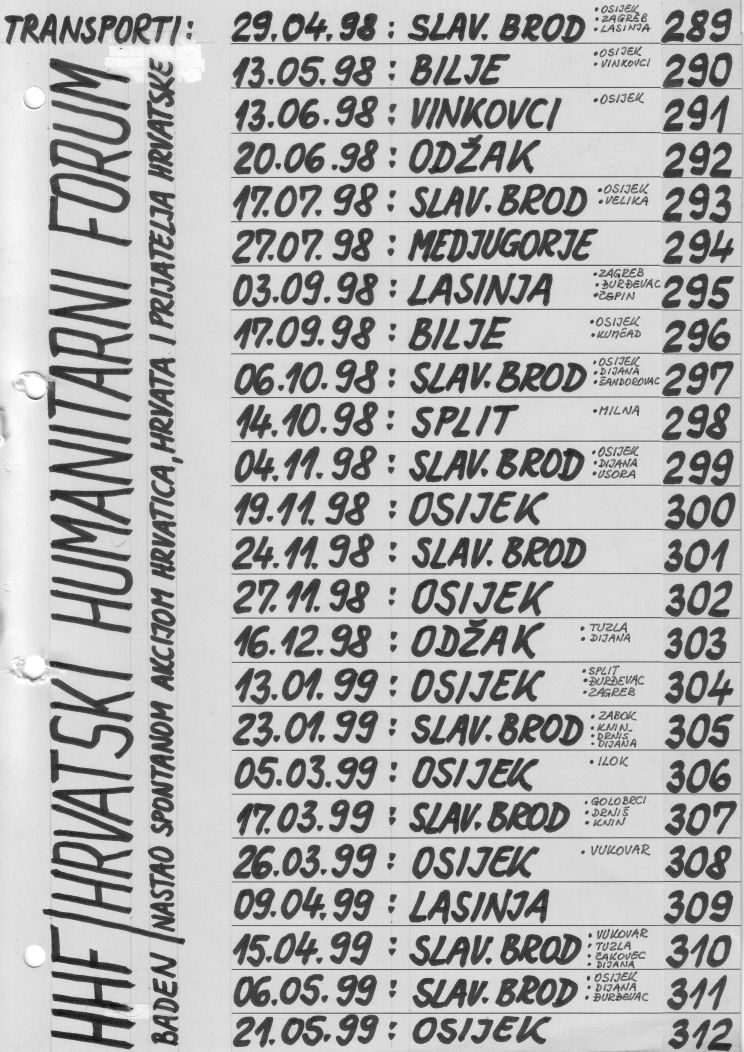 TRANSPORTI:
HHF/HRVATSKI HUMANITARNI FORUM
BADEN/NASTAO SPONTANOM AKCIJOM HRVATICA, HRVATA I PRIJATELJA HRVATSKE
29.04.98: SLAV. BROD •OSIJEK •ZAGREB •LASINJA 289
13.05.98: BILJE •OSIJEK •VINKOVCI 290
13.06.98: VINKOVCI •OSIJEK 291
20.06.98: ODŽAK 292
17.07.98: SLAV. BROD •OSIJEK •VELIKA 293
27.07.98: MEDJUGORJE 294
03.09.98: LASINJA •ZAGREB •ĐURĐEVAC •ČEPIN 295
17.09.98: BILJE •OSIJEK 296
06.10.98: SLAV. BROD •OSIJEK •DIJANA •ŠANDOROVAC 297
14.10.98: SPLIT •MILNA 298
04.11.98: SLAV. BROD •OSIJEK •DIJANA •USORA 299
19.11.98: OSIJEK 300
24.11.98: SLAV. BROD 301
27.11.98: OSIJEK 302
16.12.98: ODŽAK •TUZLA •DIJANA 303
13.01.99: OSIJEK •SPLIT •ĐURĐEVAC •ZAGREB 304
23.01.99: SLAV. BROD •ZABOK •KNIN •DRNIS •DIJANA 305
05.03.99: OSIJEK •ILOK 306
17.03.99: SLAV. BROD •GOLOBRCI •DRNIŠ •KNIN 307
26.03.99: OSIJEK •VUKOVAR 308
09.04.99: LASINJA 309
15.04.99: SLAV. BROD •VUKOVAR •TUZLA •ČAKOVEC •DIJANA 310
06.05.99: SLAV. BROD •OSIJEK •DIJANA •ĐURĐEVAC 311
21.05.99: OSIJEK 312